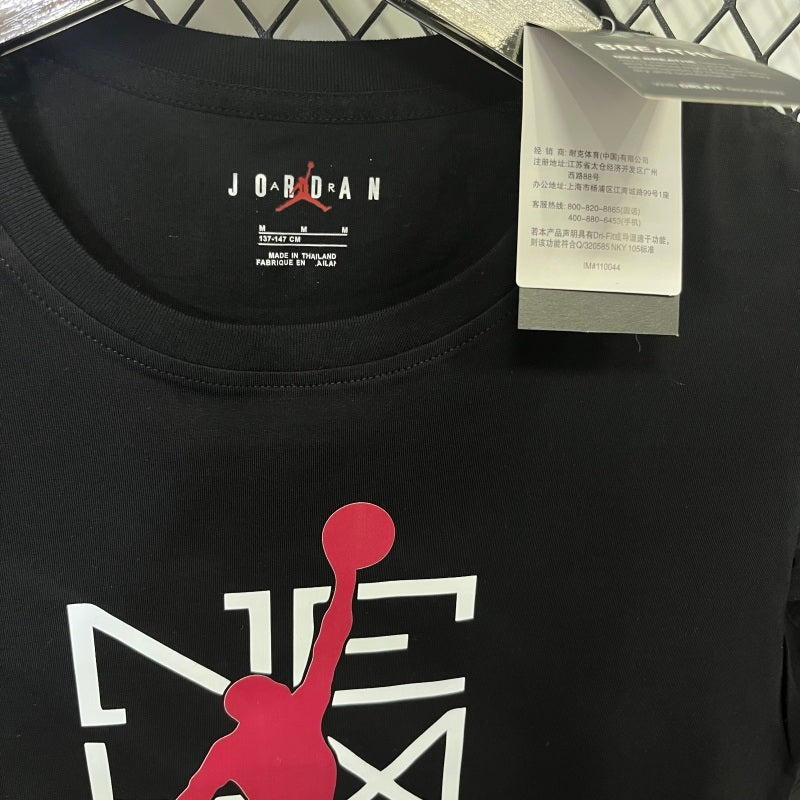 BREATHE
JORDAN
AIR
M M M
137-147 CM
MADE IN THAILAND
FABRIQUE EN AILAN
经 销 商: 耐克体育(中国)有限公司
注册地址:江苏省太仓经济开发区广州
西路88号
办公地址:上海市杨浦区江湾城路99号1座
客服热线: 800-820-8865(固话)
400-880-6453(手机)
若本产品声明具有Dri-Fit或导湿速干功能,
则该功能符合Q/320585 NKY 105标准
IM#110044
NE